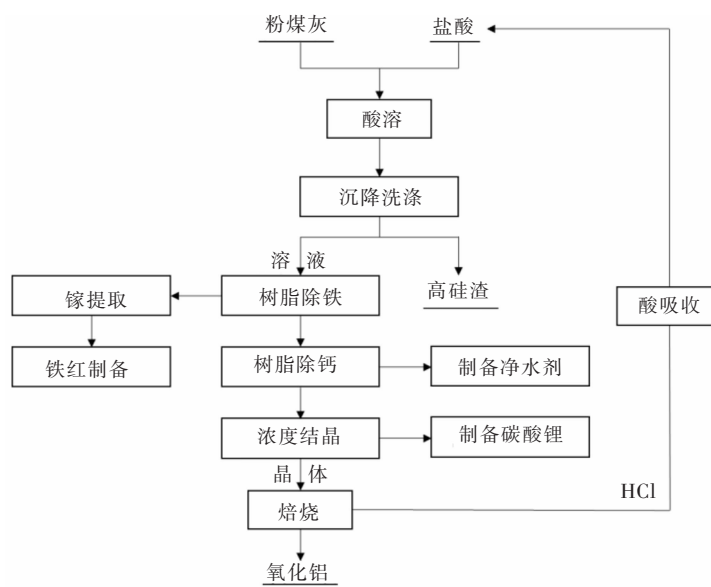 粉煤灰
盐酸
酸溶
沉降洗涤
溶 液
高硅渣
酸吸收
镓提取
树脂除铁
铁红制备
树脂除钙
制备净水剂
浓度结晶
制备碳酸锂
晶 体
HCl
焙烧
氧化铝